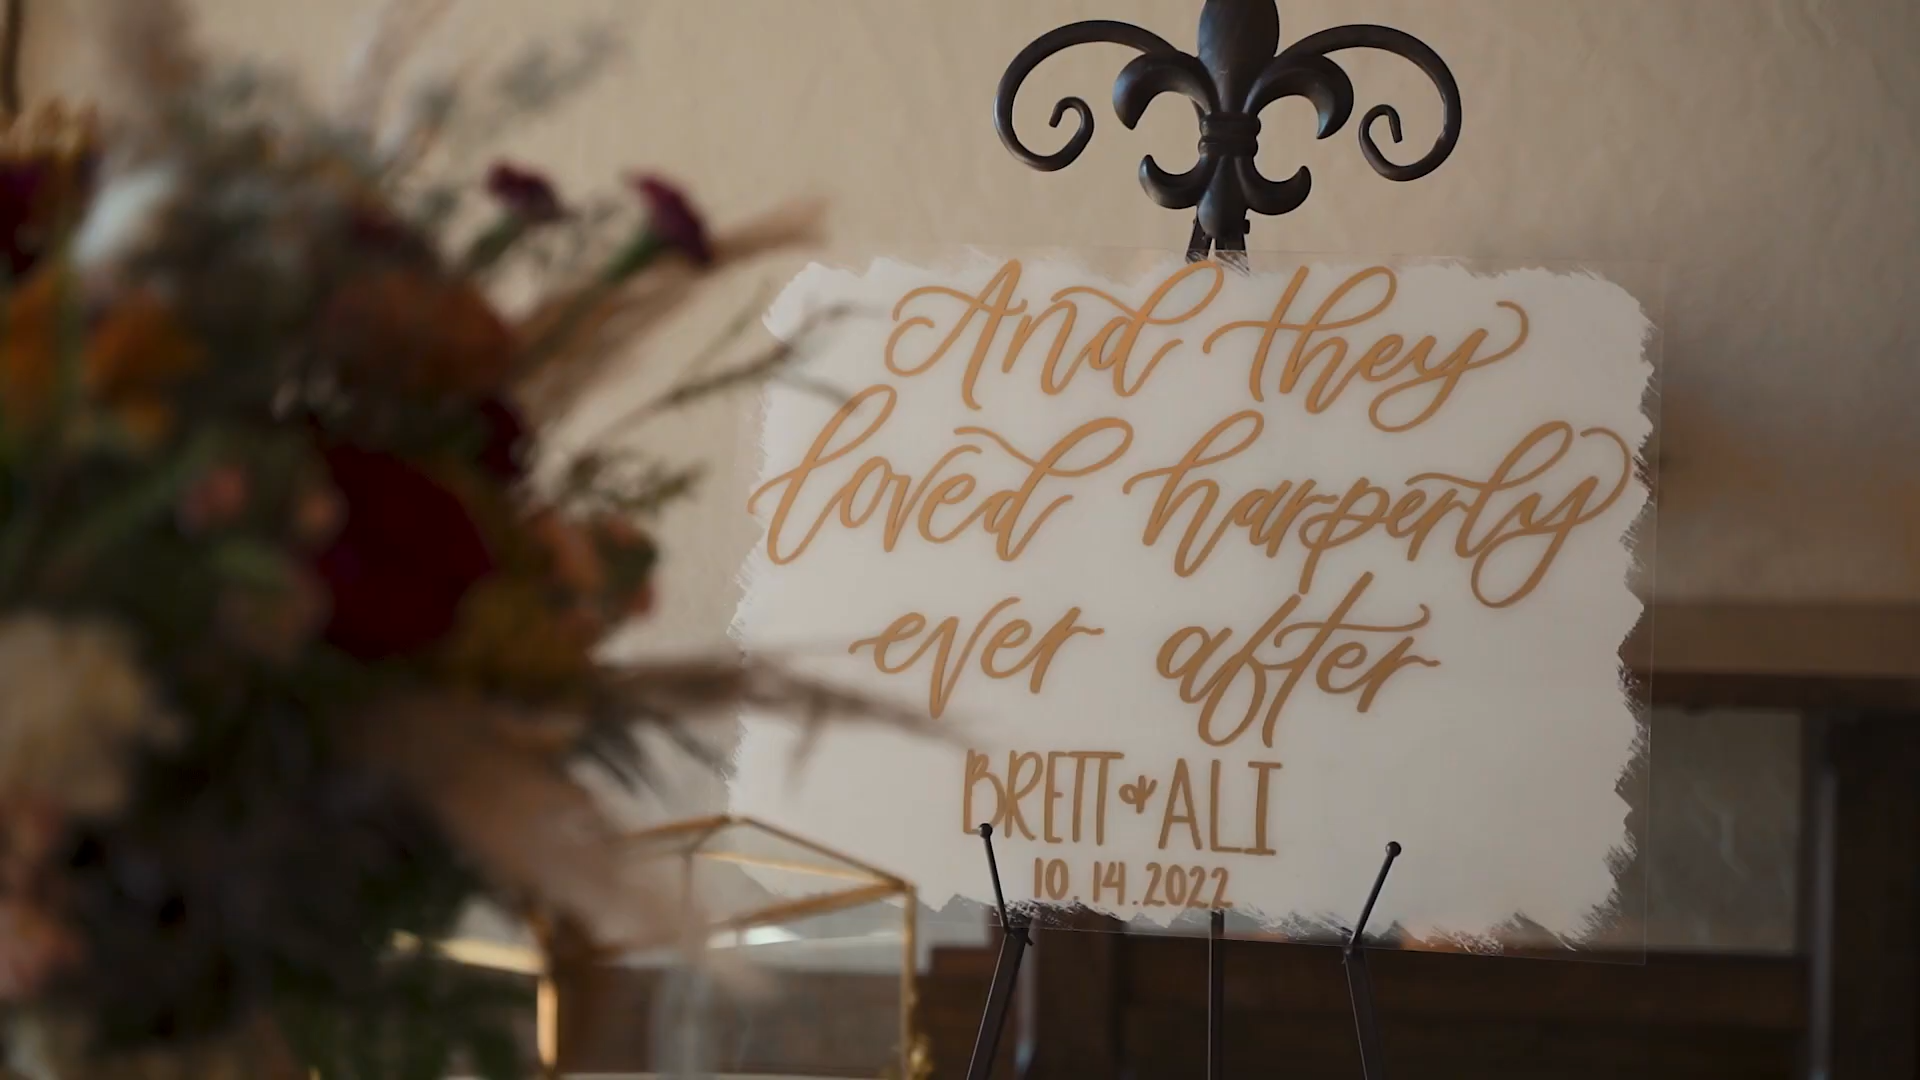 And they
loved harperly
ever after
BRETT & ALI
10.14.2022